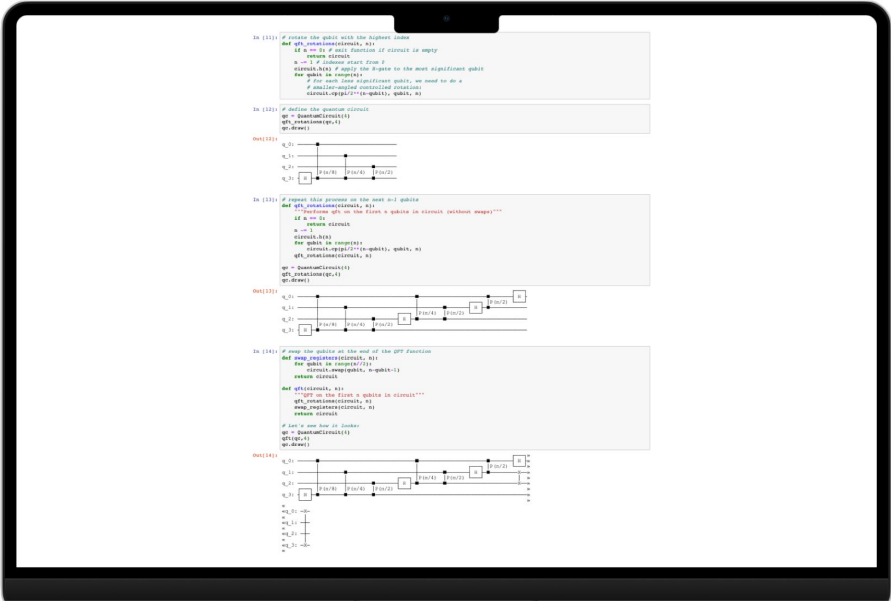 In [11]: # rotate the qubit with the highest index
def qft_rotations(circuit, n):
if n == 0: # exit function if circuit is empty
return circuit
n -= 1 # indexes start from 0
circuit.h(n) # apply the H-gate to the most significant qubit
for qubit in range(n):
# for each less significant qubit, we need to do a
# smaller-angled controlled rotation:
circuit.cp(pi/2**(n-qubit), qubit, n)
In [12]: # define the quantum circuit
qc = QuantumCircuit(4)
qft_rotations(qc,4)
qc.draw()
Out[12]:
q_0:
q_1:
q_2: P(π/8) P(π/4) P(π/2)
q_3: H
In [13]: # repeat this process on the next n-1 qubits
def qft_rotations(circuit, n):
"""Performs qft on the first n qubits in circuit (without swaps)"""
if n == 0:
return circuit
n -= 1
circuit.h(n)
for qubit in range(n):
circuit.cp(pi/2**(n-qubit), qubit, n)
qft_rotations(circuit, n)
qc = QuantumCircuit(4)
qft_rotations(qc,4)
qc.draw()
Out[13]:
q_0: H
P(π/2)
q_1: H
P(π/4) P(π/2)
q_2: H
P(π/8) P(π/4) P(π/2)
q_3: H
In [14]: # swap the qubits at the end of the QFT function
def swap_registers(circuit, n):
for qubit in range(n//2):
circuit.swap(qubit, n-qubit-1)
return circuit
def qft(circuit, n):
"""QFT on the first n qubits in circuit"""
qft_rotations(circuit, n)
swap_registers(circuit, n)
return circuit
# Let's see how it looks:
qc = QuantumCircuit(4)
qft(qc,4)
qc.draw()
Out[14]:
q_0: H »
P(π/2) »
q_1: H X »
P(π/4) P(π/2) »
q_2: H X »
P(π/8) P(π/4) P(π/2) »
q_3: H »
»
«
«q_0: X
«
«q_1:
«
«q_2:
«
«q_3: X
«